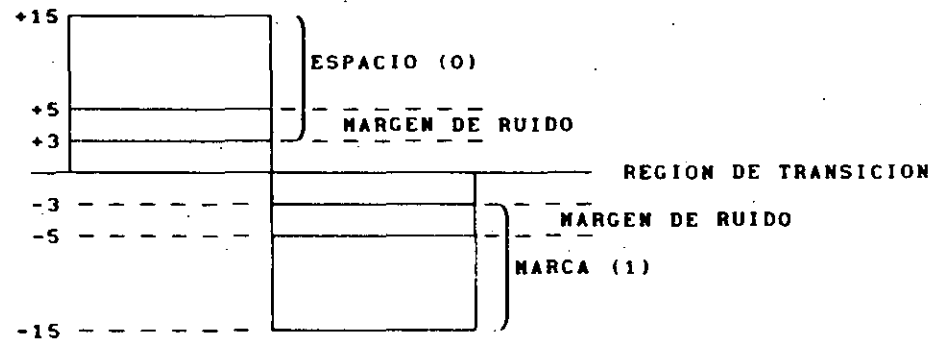 +15
ESPACIO (0)
+5
MARGEN DE RUIDO
+3
REGION DE TRANSICION
-3
MARGEN DE RUIDO
-5
MARCA (1)
-15